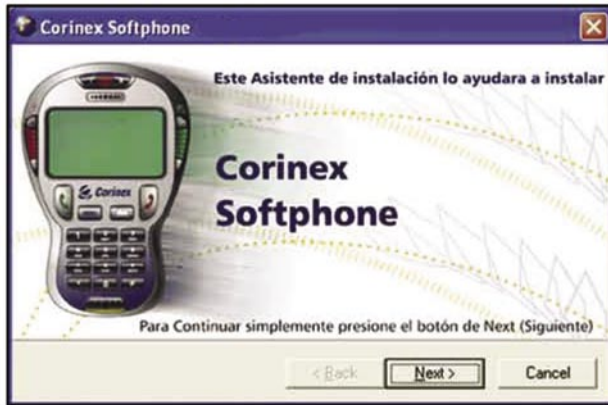 Corinex Softphone
Este Asistente de instalación lo ayudara a instalar
Corinex
Corinex
Softphone
Para Continuar simplemente presione el botón de Next (Siguiente)
< Back
Next >
Cancel